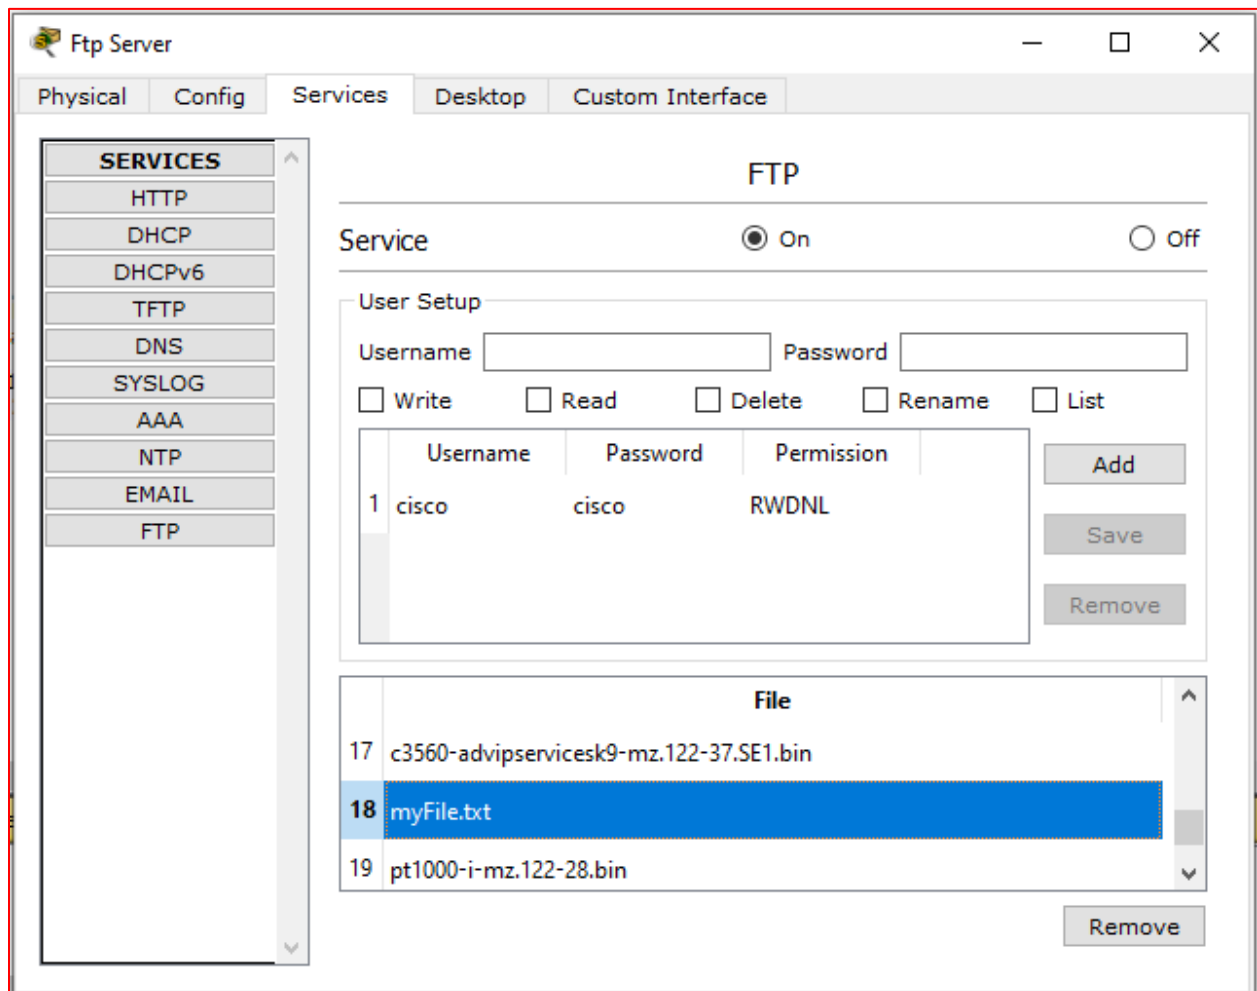 Ftp Server
Physical Config Services Desktop Custom Interface
SERVICES
HTTP
DHCP
DHCPv6
TFTP
DNS
SYSLOG
AAA
NTP
EMAIL
FTP
FTP
Service On Off
User Setup
Username Password
Write Read Delete Rename List
Username Password Permission
1 cisco cisco RWDNL
Add
Save
Remove
File
17 c3560-advipservicesk9-mz.122-37.SE1.bin
18 myFile.txt
19 pt1000-i-mz.122-28.bin
Remove